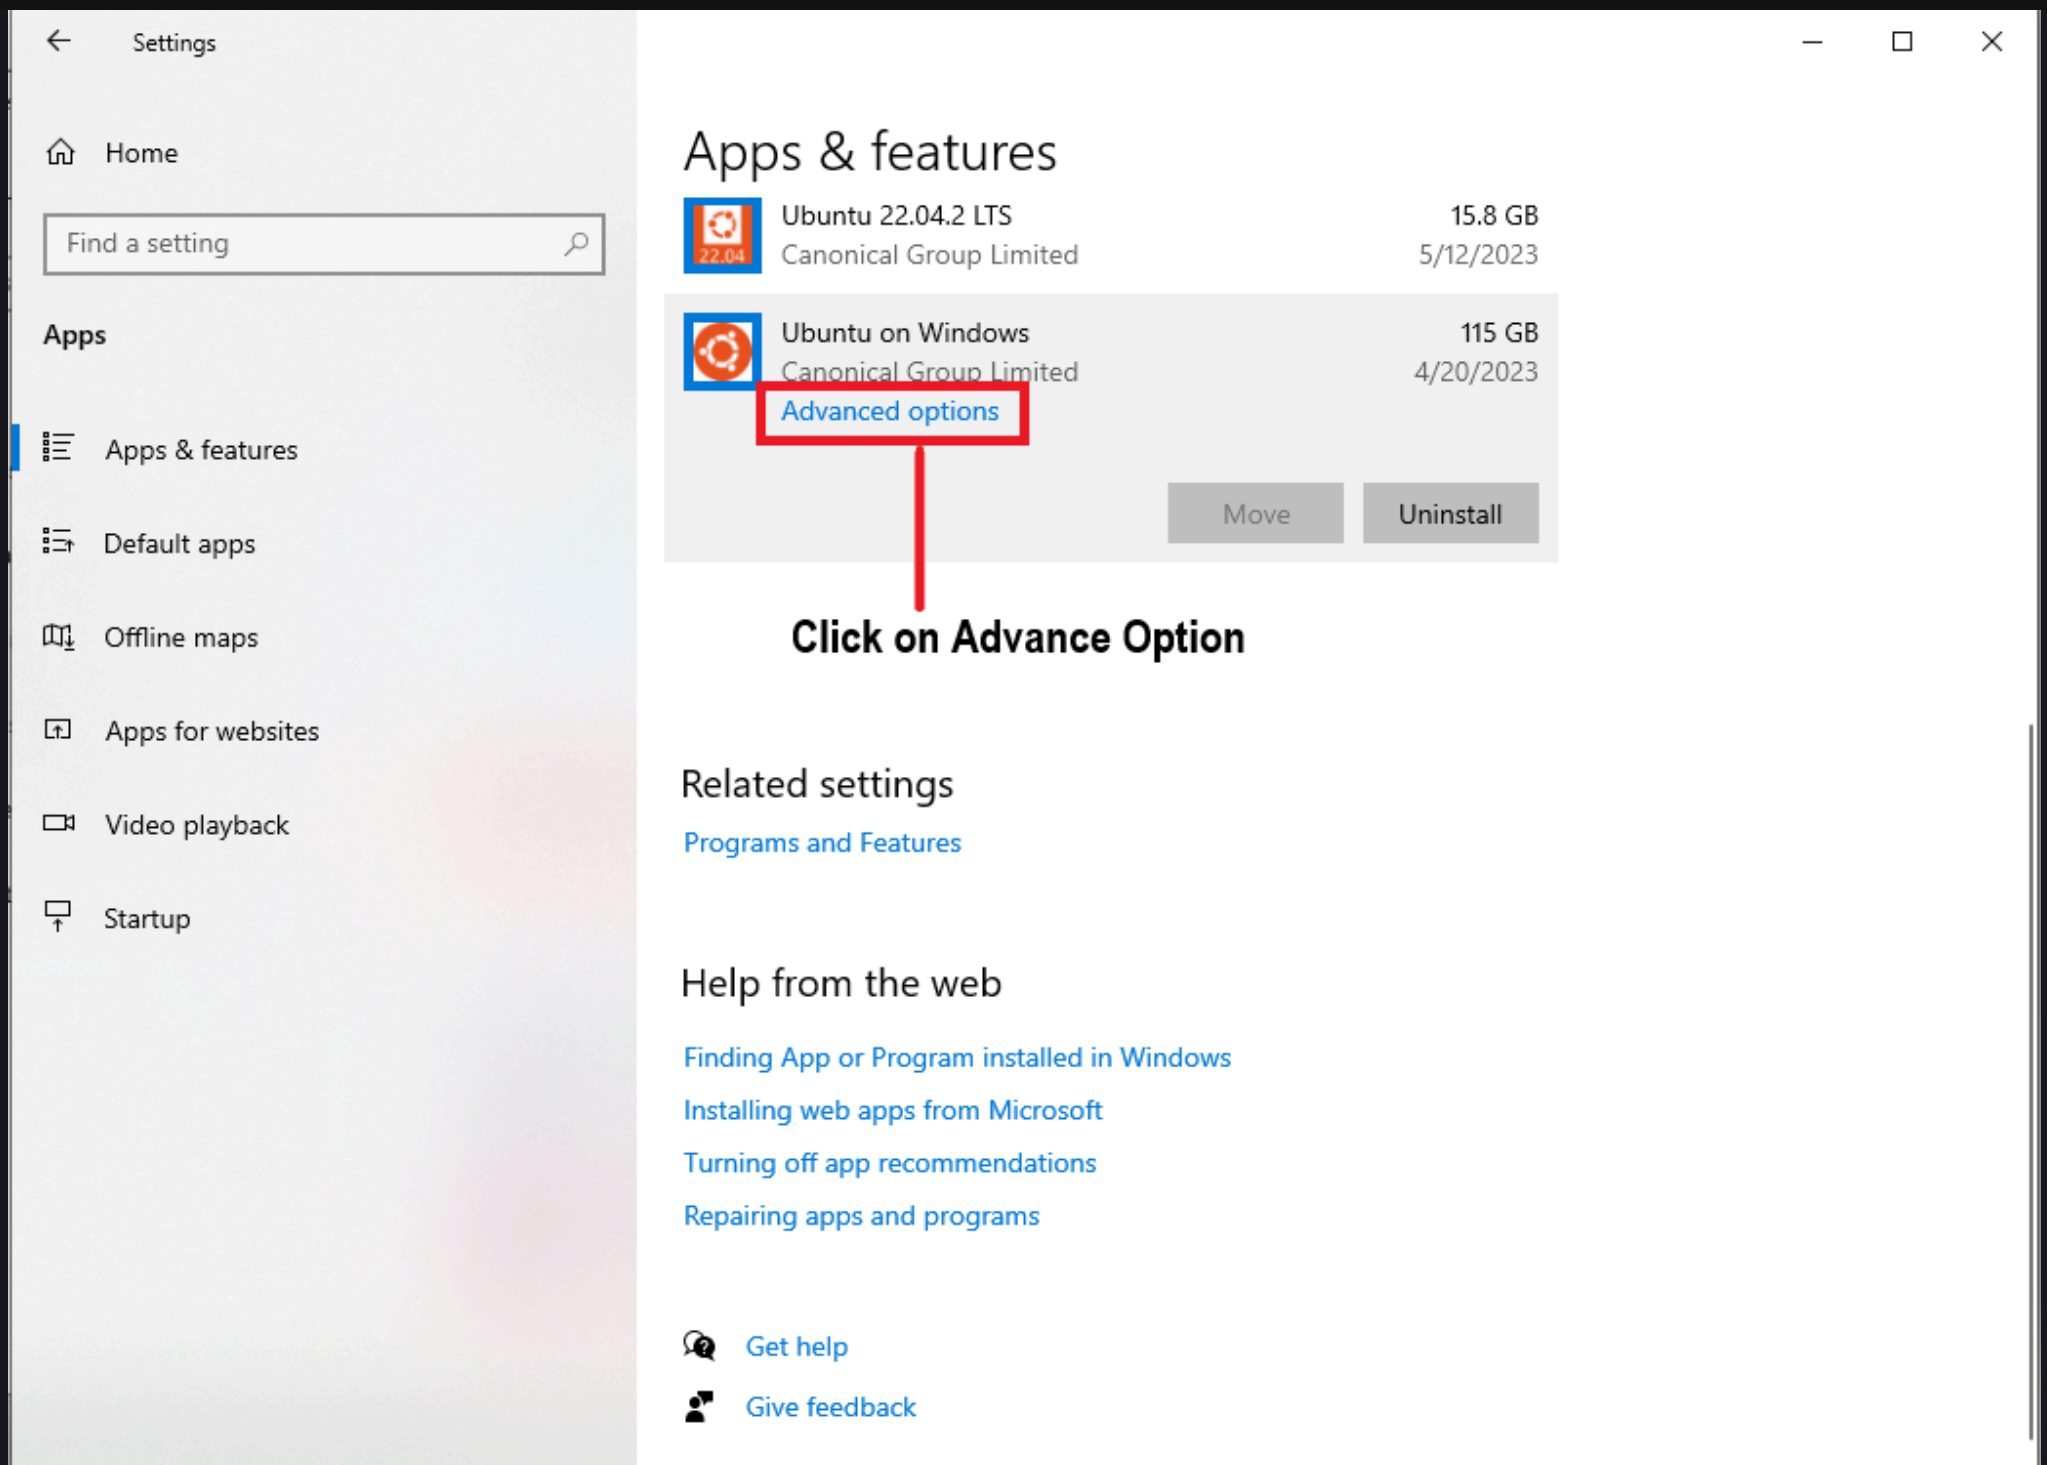 Settings
Home
Find a setting
Apps
Apps & features
Default apps
Offline maps
Apps for websites
Video playback
Startup
Apps & features
22.04
Ubuntu 22.04.2 LTS 15.8 GB
Canonical Group Limited 5/12/2023
Ubuntu on Windows 115 GB
Canonical Group Limited 4/20/2023
Advanced options
Move Uninstall
Click on Advance Option
Related settings
Programs and Features
Help from the web
Finding App or Program installed in Windows
Installing web apps from Microsoft
Turning off app recommendations
Repairing apps and programs
Get help
Give feedback